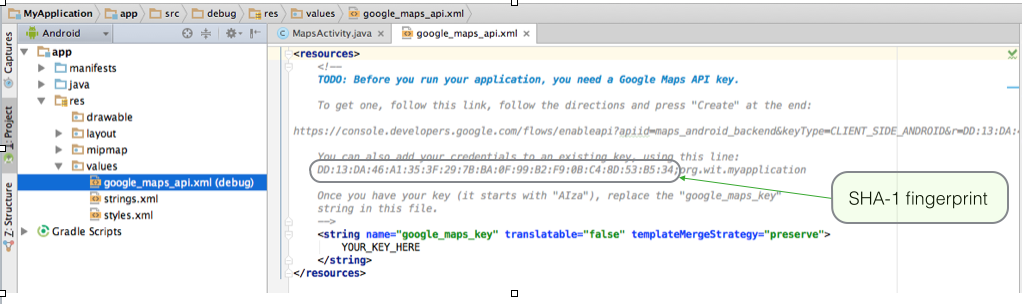 MyApplication app src debug res values google_maps_api.xml
Android
MapsActivity.java google_maps_api.xml
Captures
1: Project
Z: Structure
app
manifests
java
res
drawable
layout
mipmap
values
google_maps_api.xml (debug)
strings.xml
styles.xml
Gradle Scripts
<resources>
<!--
TODO: Before you run your application, you need a Google Maps API key.
To get one, follow this link, follow the directions and press "Create" at the end:
https://console.developers.google.com/flows/enableapi?apiid=maps_android_backend&keyType=CLIENT_SIDE_ANDROID&r=DD:13:DA:4
You can also add your credentials to an existing key, using this line:
DD:13:DA:46:A1:35:3F:29:7B:BA:0F:99:B2:F9:0B:C4:8D:53:B5:34;org.wit.myapplication
Once you have your key (it starts with "AIza"), replace the "google_maps_key"
string in this file.
-->
<string name="google_maps_key" translatable="false" templateMergeStrategy="preserve">
YOUR_KEY_HERE
</string>
</resources>
SHA-1 fingerprint